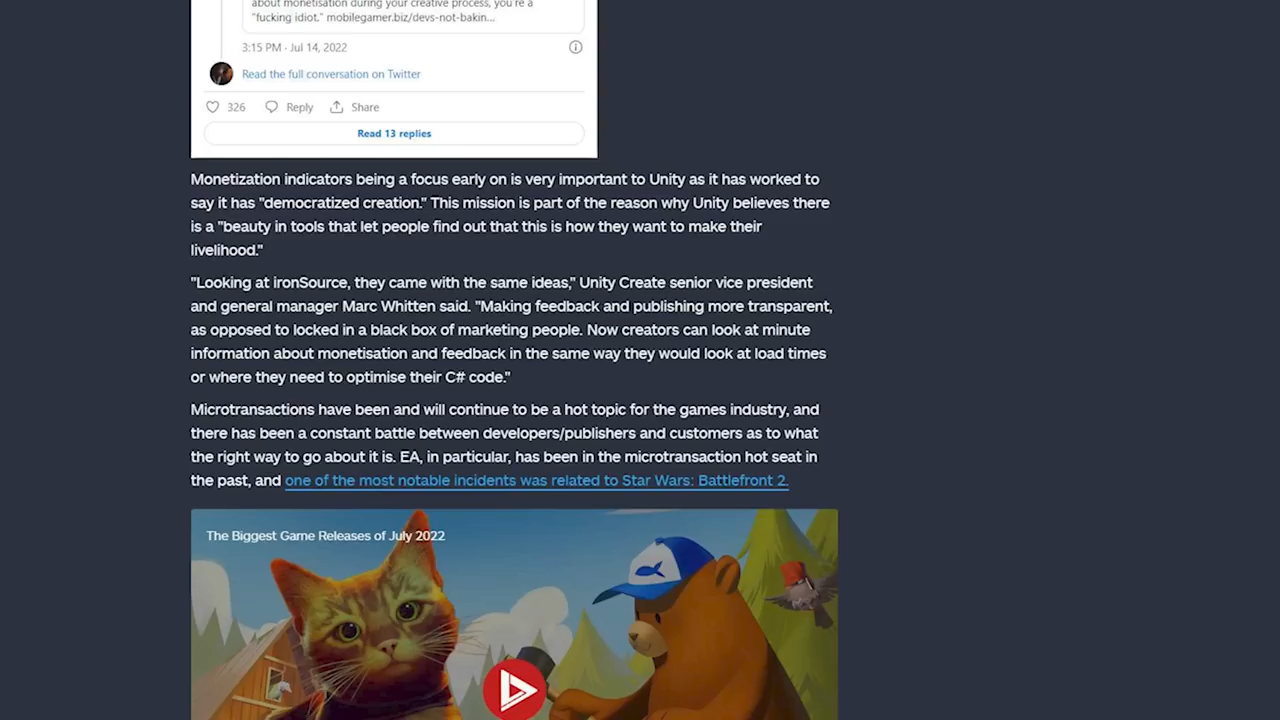 about monetisation during your creative process, you're a
"fucking idiot." mobilegamer.biz/devs-not-bakin...
3:15 PM · Jul 14, 2022
Read the full conversation on Twitter
326 Reply Share
Read 13 replies
Monetization indicators being a focus early on is very important to Unity as it has worked to
say it has "democratized creation." This mission is part of the reason why Unity believes there
is a "beauty in tools that let people find out that this is how they want to make their
livelihood."
"Looking at ironSource, they came with the same ideas," Unity Create senior vice president
and general manager Marc Whitten said. "Making feedback and publishing more transparent,
as opposed to locked in a black box of marketing people. Now creators can look at minute
information about monetisation and feedback in the same way they would look at load times
or where they need to optimise their C# code."
Microtransactions have been and will continue to be a hot topic for the games industry, and
there has been a constant battle between developers/publishers and customers as to what
the right way to go about it is. EA, in particular, has been in the microtransaction hot seat in
the past, and one of the most notable incidents was related to Star Wars: Battlefront 2.
The Biggest Game Releases of July 2022